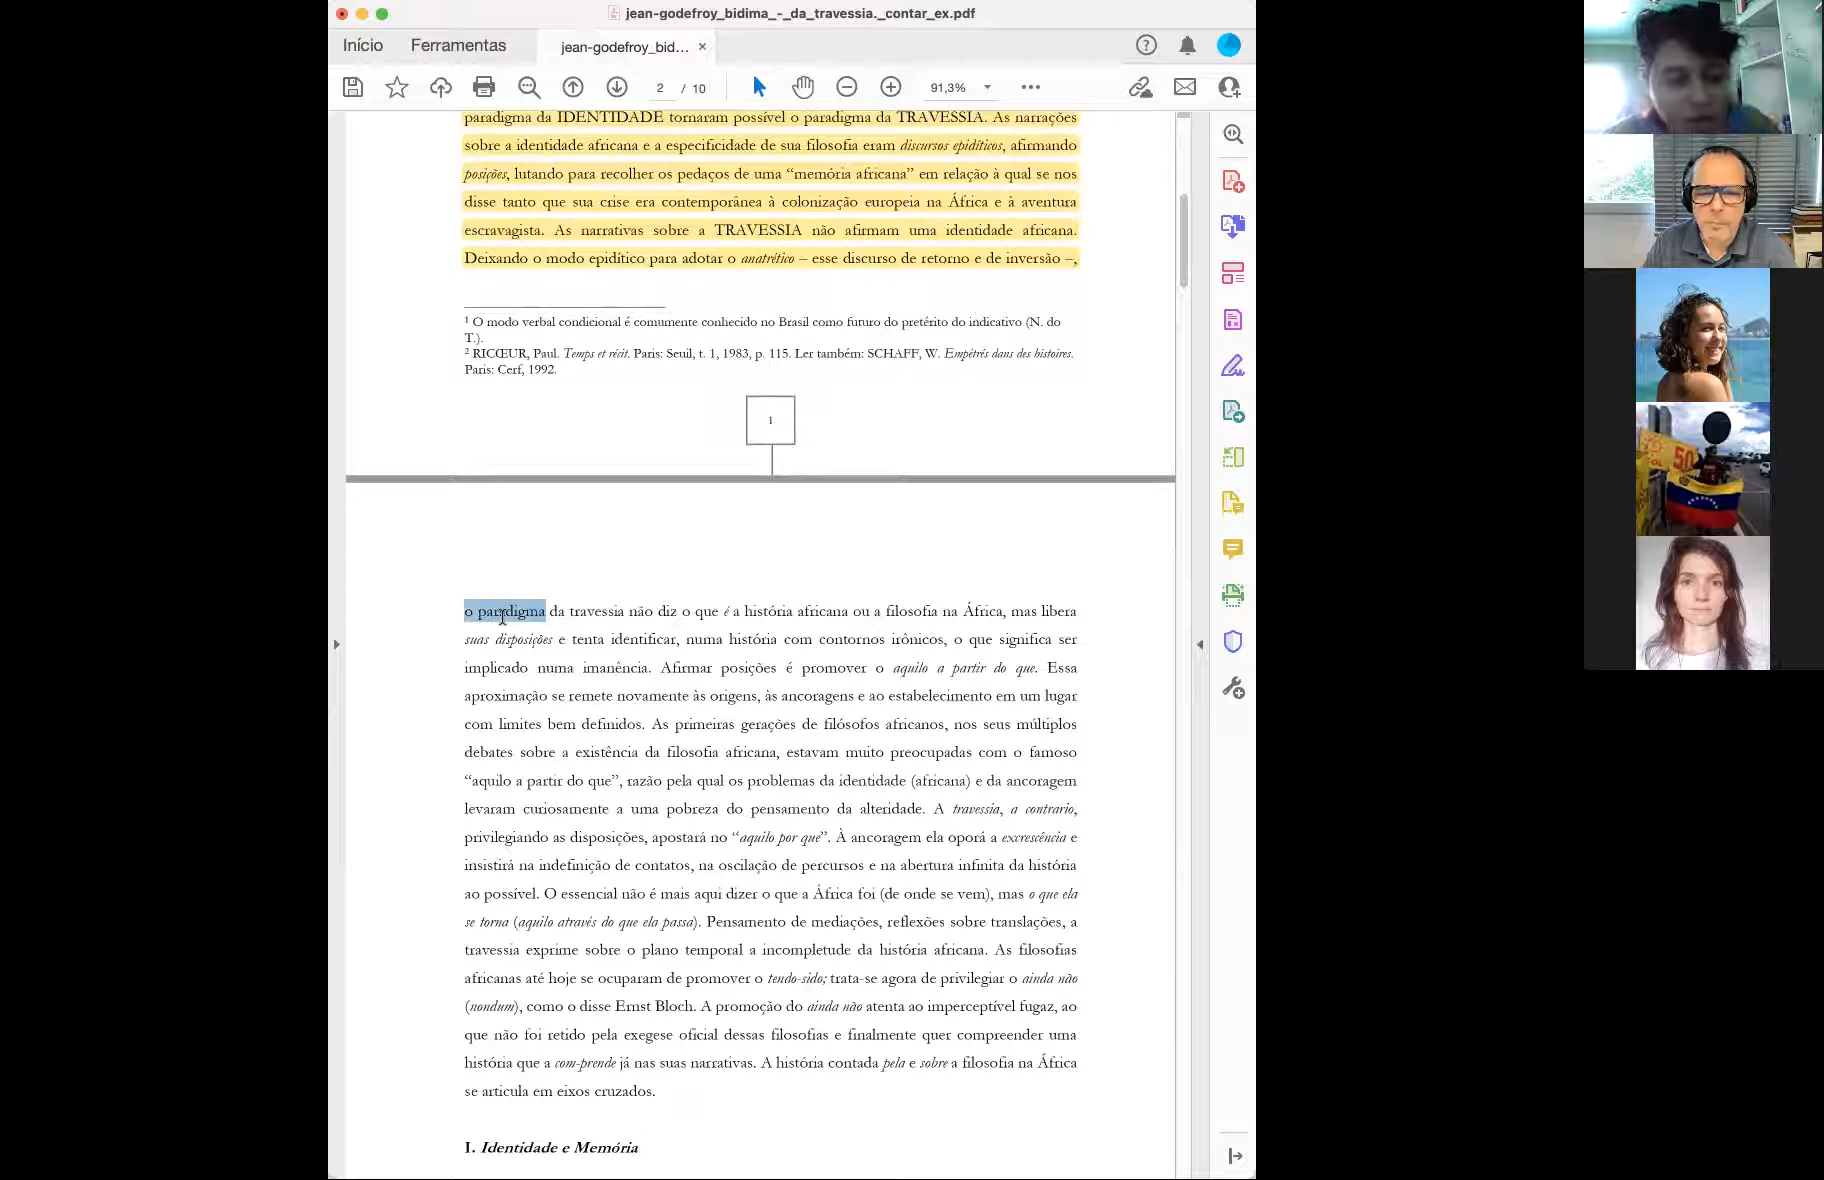 jean-godefroy_bidima_-_da_travessia._contar_ex.pdf
Início
Ferramentas
jean-godefroy_bid... ×
2 / 10
91,3%
paradigma da IDENTIDADE tornaram possível o paradigma da TRAVESSIA. As narrações
sobre a identidade africana e a especificidade de sua filosofia eram discursos epidíticos, afirmando
posições, lutando para recolher os pedaços de uma “memória africana” em relação à qual se nos
disse tanto que sua crise era contemporânea à colonização europeia na África e à aventura
escravagista. As narrativas sobre a TRAVESSIA não afirmam uma identidade africana.
Deixando o modo epidítico para adotar o anatrético – esse discurso de retorno e de inversão –,
¹ O modo verbal condicional é comumente conhecido no Brasil como futuro do pretérito do indicativo (N. do
T.).
² RICŒUR, Paul. Temps et récit. Paris: Seuil, t. 1, 1983, p. 115. Ler também: SCHAFF, W. Empêtrés dans des histoires.
Paris: Cerf, 1992.
1
o paradigma da travessia não diz o que é a história africana ou a filosofia na África, mas libera
suas disposições e tenta identificar, numa história com contornos irônicos, o que significa ser
implicado numa imanência. Afirmar posições é promover o aquilo a partir do que. Essa
aproximação se remete novamente às origens, às ancoragens e ao estabelecimento em um lugar
com limites bem definidos. As primeiras gerações de filósofos africanos, nos seus múltiplos
debates sobre a existência da filosofia africana, estavam muito preocupadas com o famoso
“aquilo a partir do que”, razão pela qual os problemas da identidade (africana) e da ancoragem
levaram curiosamente a uma pobreza do pensamento da alteridade. A travessia, a contrario,
privilegiando as disposições, apostará no “aquilo por que”. À ancoragem ela oporá a excrescência e
insistirá na indefinição de contatos, na oscilação de percursos e na abertura infinita da história
ao possível. O essencial não é mais aqui dizer o que a África foi (de onde se vem), mas o que ela
se torna (aquilo através do que ela passa). Pensamento de mediações, reflexões sobre translações, a
travessia exprime sobre o plano temporal a incompletude da história africana. As filosofias
africanas até hoje se ocuparam de promover o tendo-sido; trata-se agora de privilegiar o ainda não
(nondum), como o disse Ernst Bloch. A promoção do ainda não atenta ao imperceptível fugaz, ao
que não foi retido pela exegese oficial dessas filosofias e finalmente quer compreender uma
história que a com-prende já nas suas narrativas. A história contada pela e sobre a filosofia na África
se articula em eixos cruzados.
I. Identidade e Memória
50